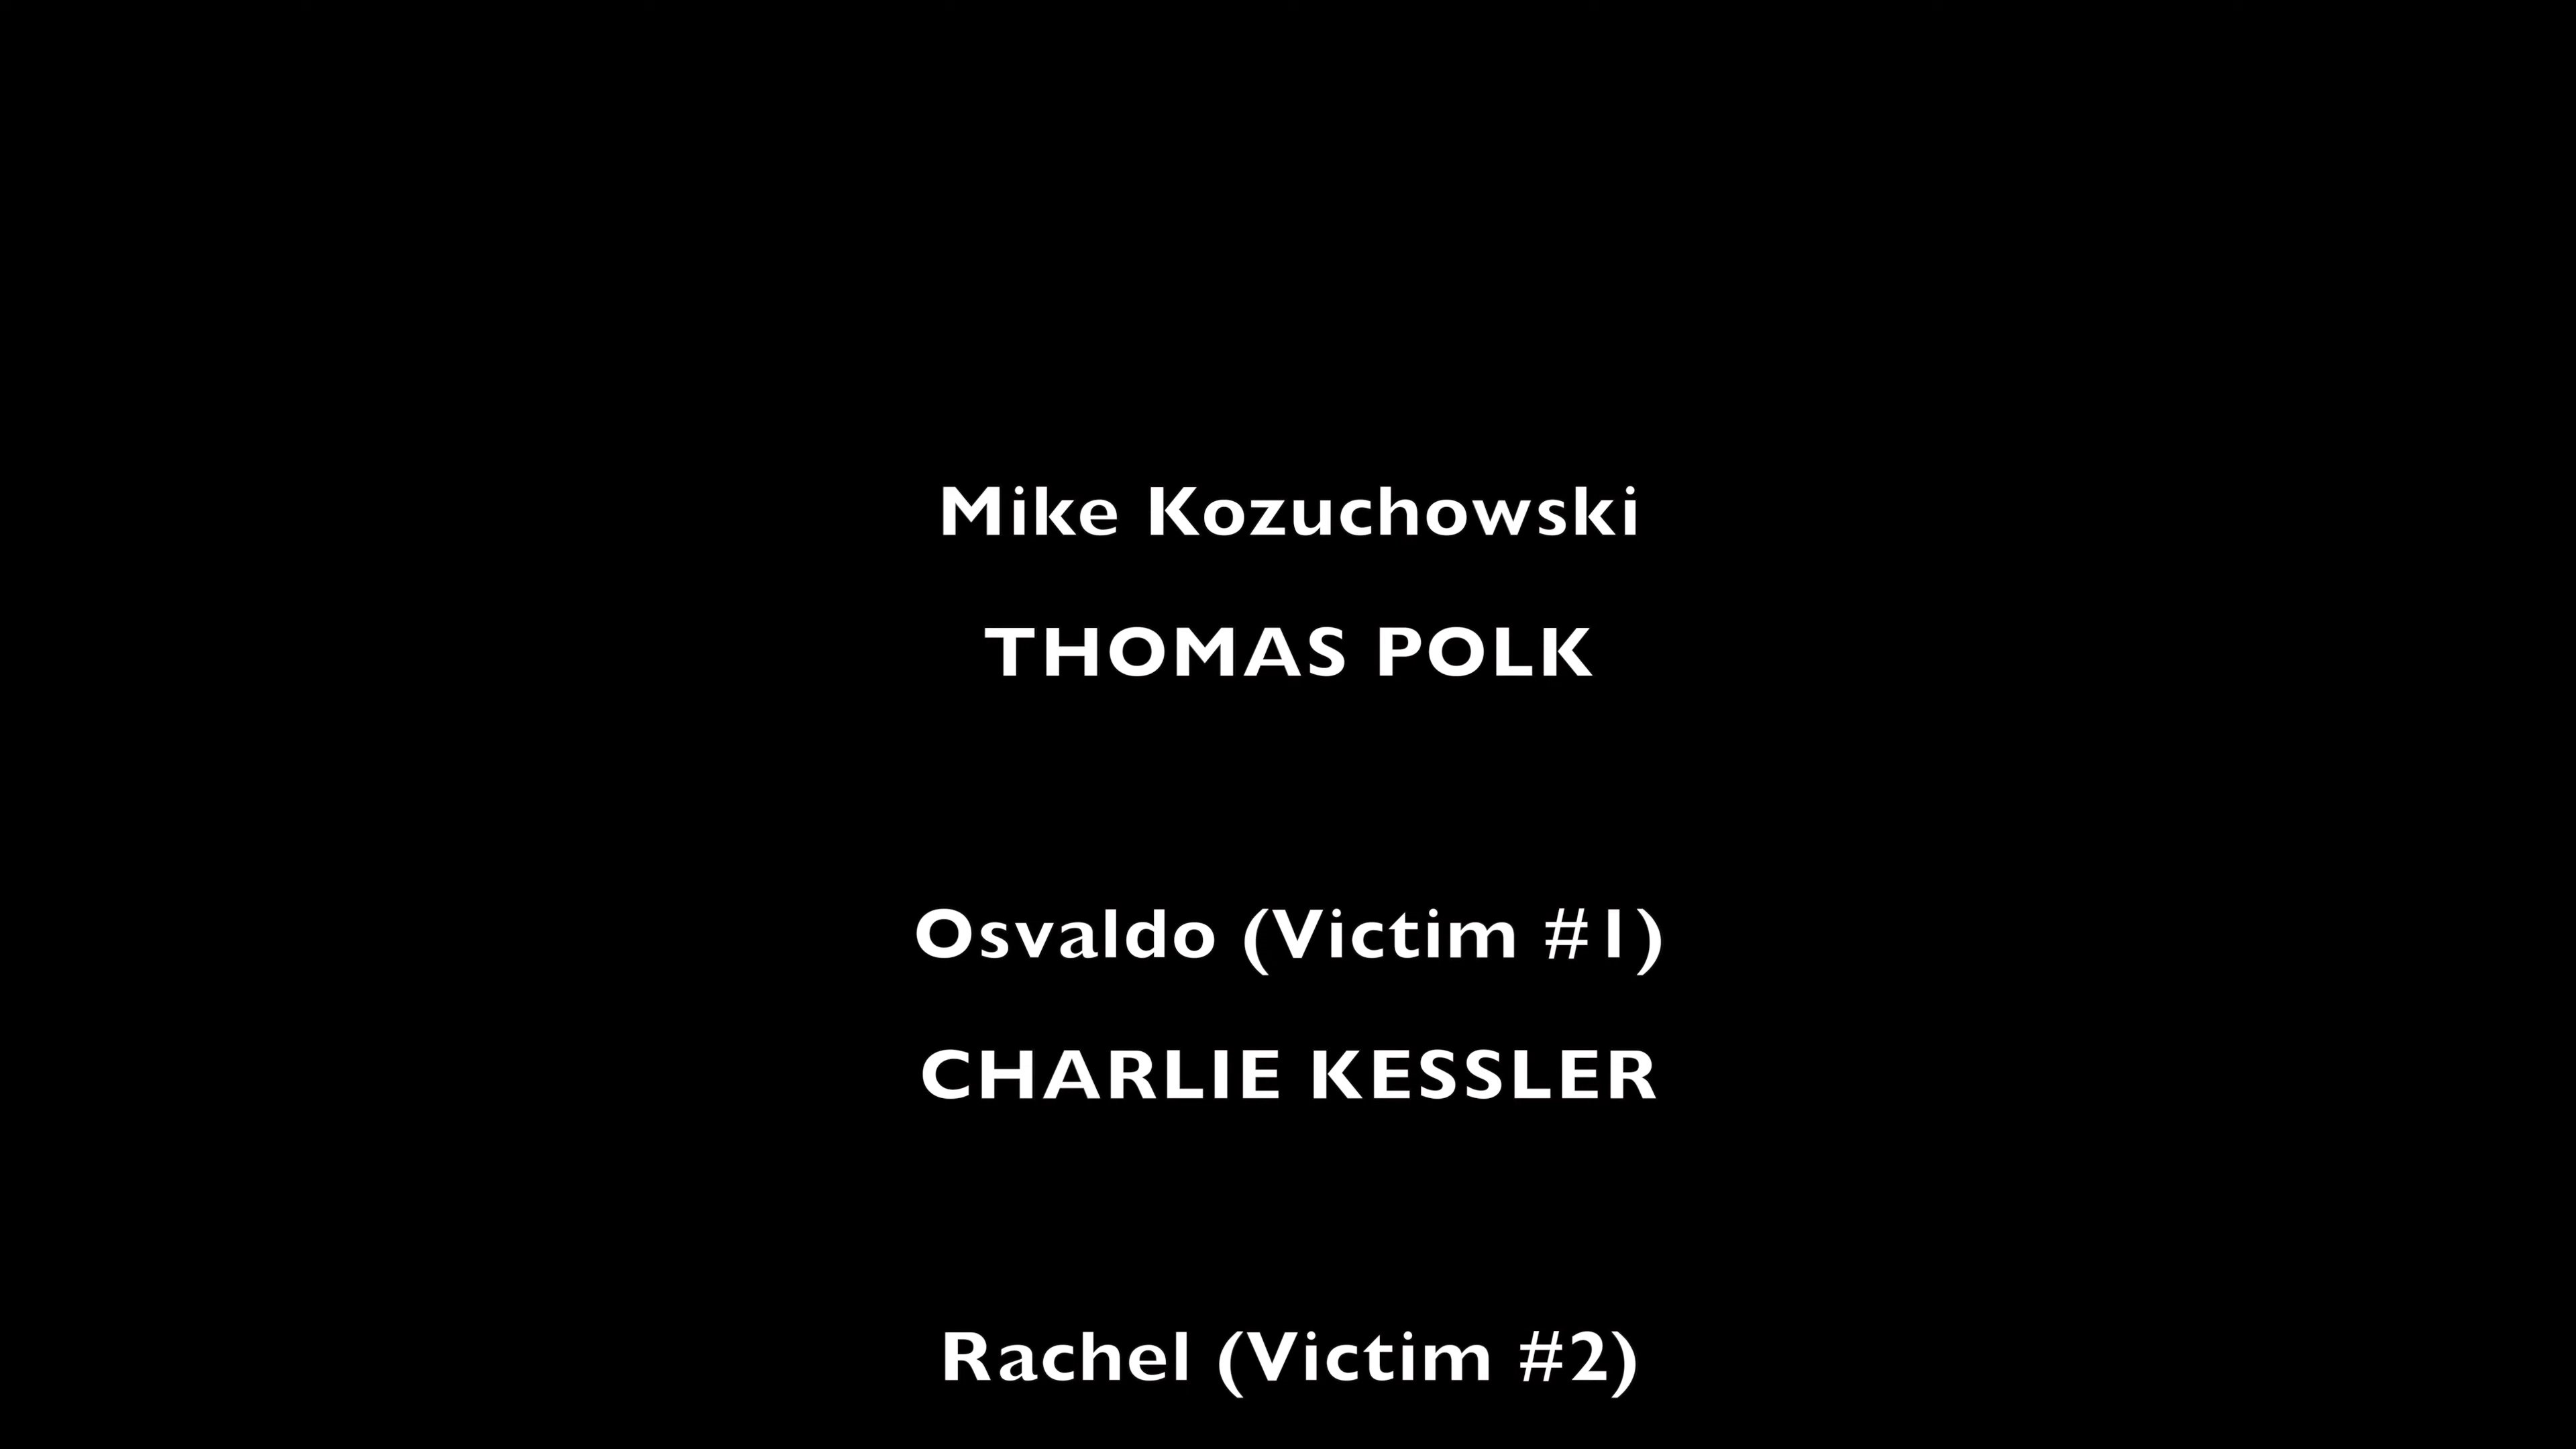 Mike Kozuchowski
THOMAS POLK
Osvaldo (Victim #1)
CHARLIE KESSLER
Rachel (Victim #2)